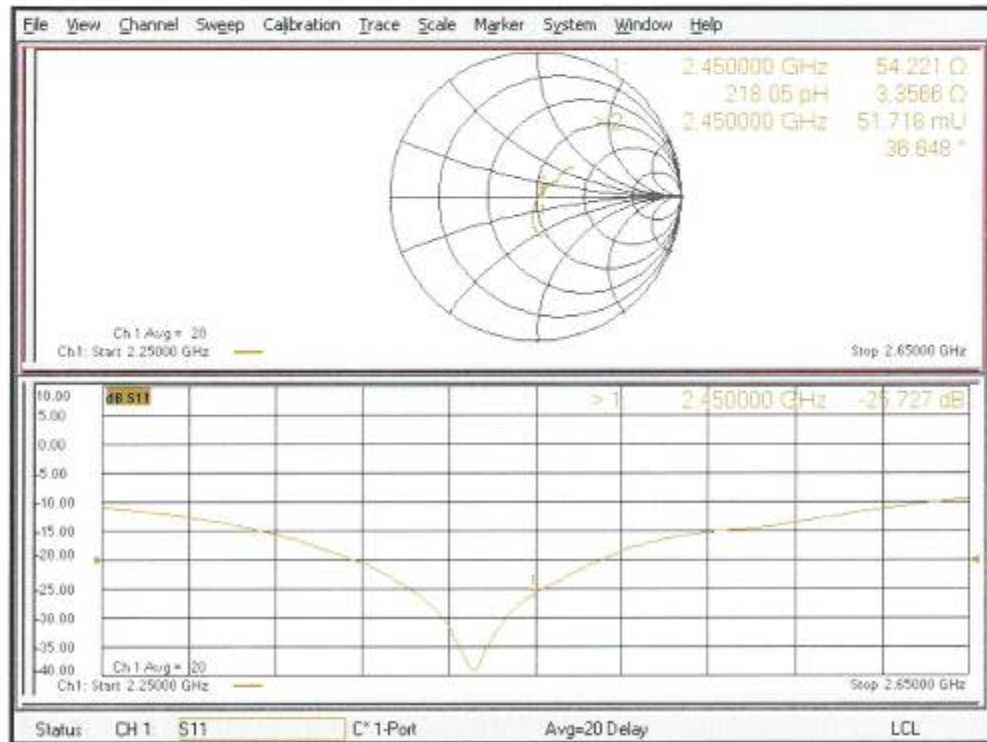 File View Channel Sweep Calibration Trace Scale Marker System Window Help
1: 2.450000 GHz 54.221 Ω
218.05 pH 3.3566 Ω
> 2: 2.450000 GHz 51.718 mU
36.648 °
Ch 1 Avg = 20
Ch1: Start 2.25000 GHz
Stop 2.65000 GHz
10.00 dB S11 > 1: 2.450000 GHz -25.727 dB
5.00
0.00
-5.00
-10.00
-15.00
-20.00
-25.00
-30.00
-35.00
-40.00
Ch 1 Avg = 20
Ch1: Start 2.25000 GHz
Stop 2.65000 GHz
Status CH 1: S11 C* 1-Port Avg=20 Delay LCL